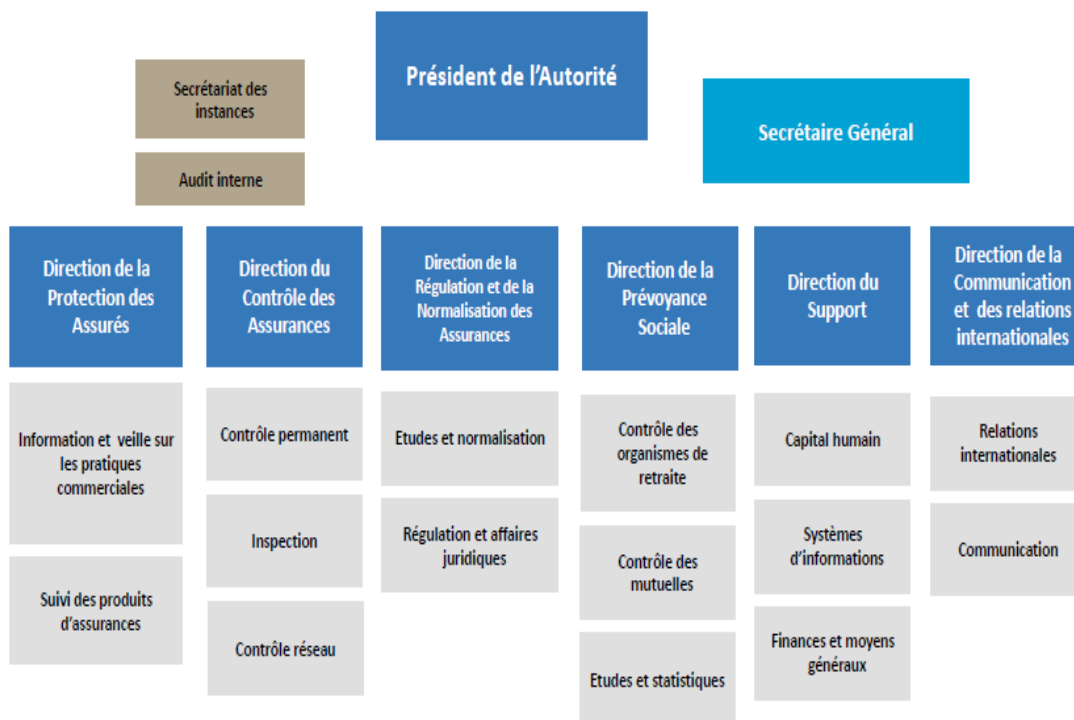 Président de l'Autorité
Secrétariat des
instances
Audit interne
Secrétaire Général
Direction de la
Protection des
Assurés
Information et veille sur
les pratiques
commerciales
Suivi des produits
d'assurances
Direction du
Contrôle des
Assurances
Contrôle permanent
Inspection
Contrôle réseau
Direction de la
Régulation et de la
Normalisation des
Assurances
Etudes et normalisation
Régulation et affaires
juridiques
Direction de la
Prévoyance
Sociale
Contrôle des
organismes de
retraite
Contrôle des
mutuelles
Etudes et statistiques
Direction du
Support
Capital humain
Systèmes
d'informations
Finances et moyens
généraux
Direction de la
Communication
et des relations
internationales
Relations
internationales
Communication